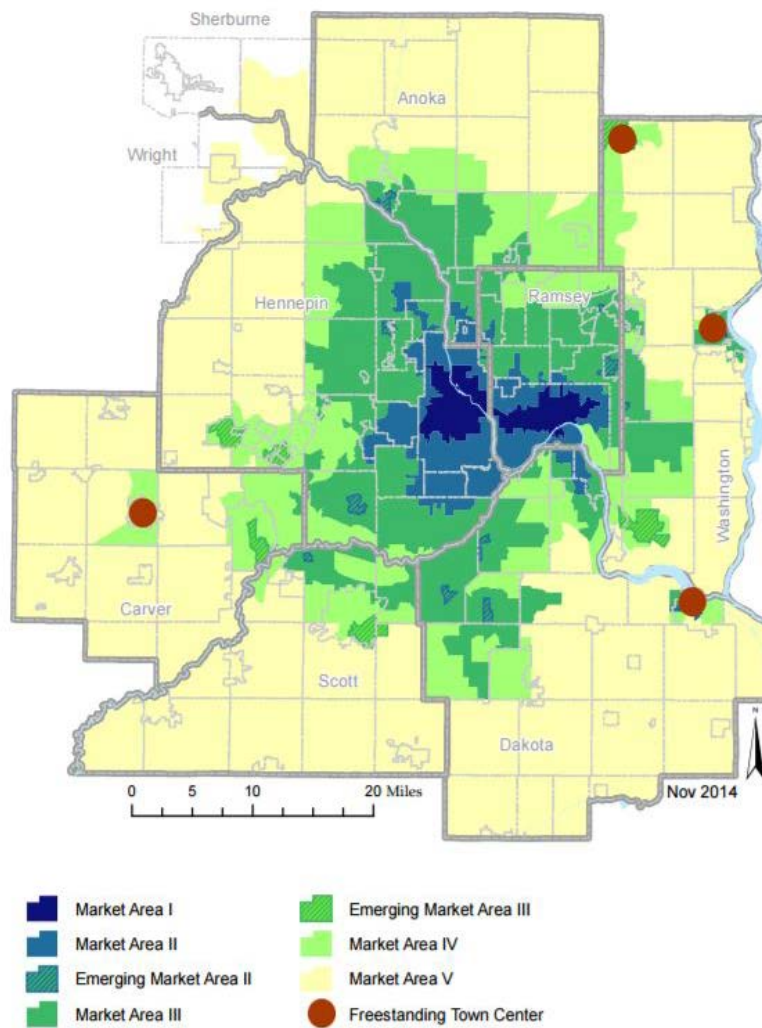 Sherburne
Anoka
Wright
Hennepin
Ramsey
Washington
Carver
Scott
Dakota
0 5 10 20 Miles
N
Nov 2014
Market Area I
Market Area II
Emerging Market Area II
Market Area III
Emerging Market Area III
Market Area IV
Market Area V
Freestanding Town Center